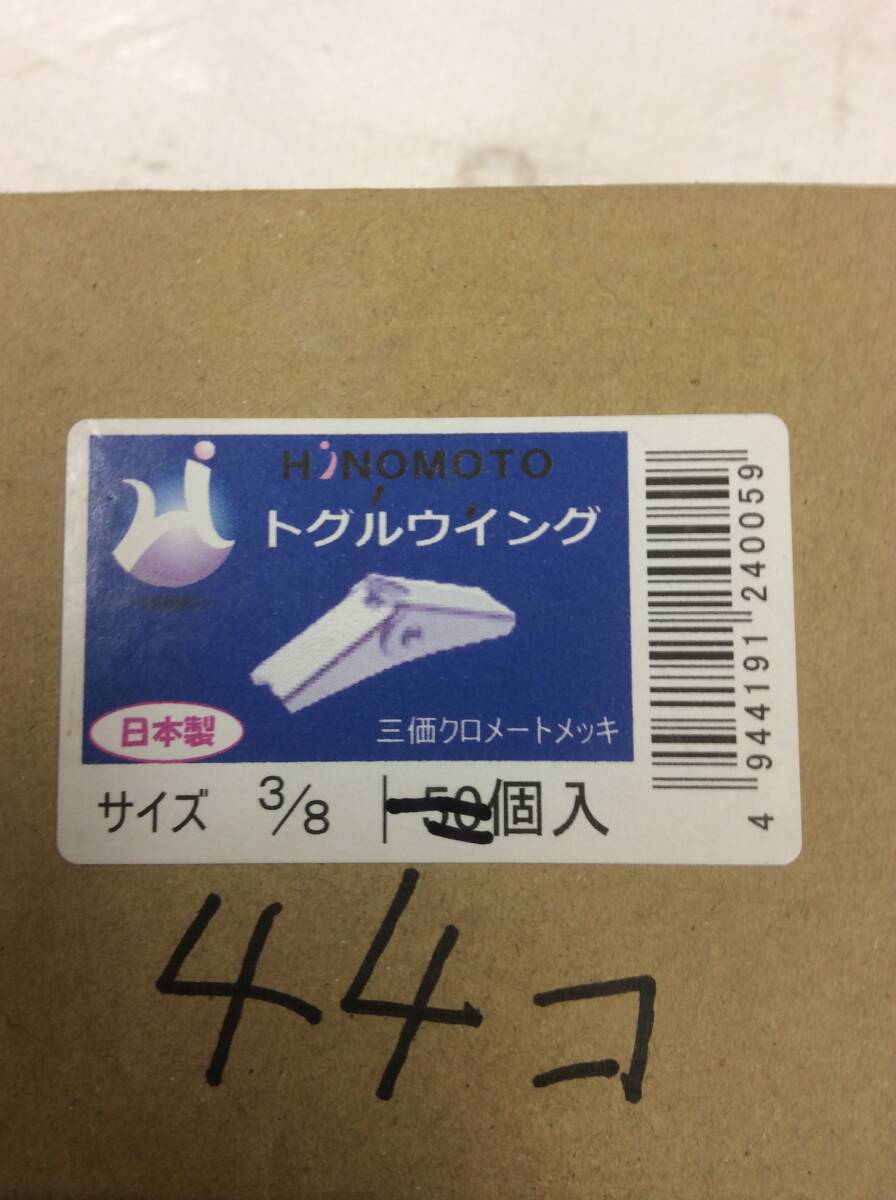 HiNOMOTO
トグルウイング
日本製
三価クロメートメッキ
サイズ 3/8 50個入
4 944191 240059
44コ